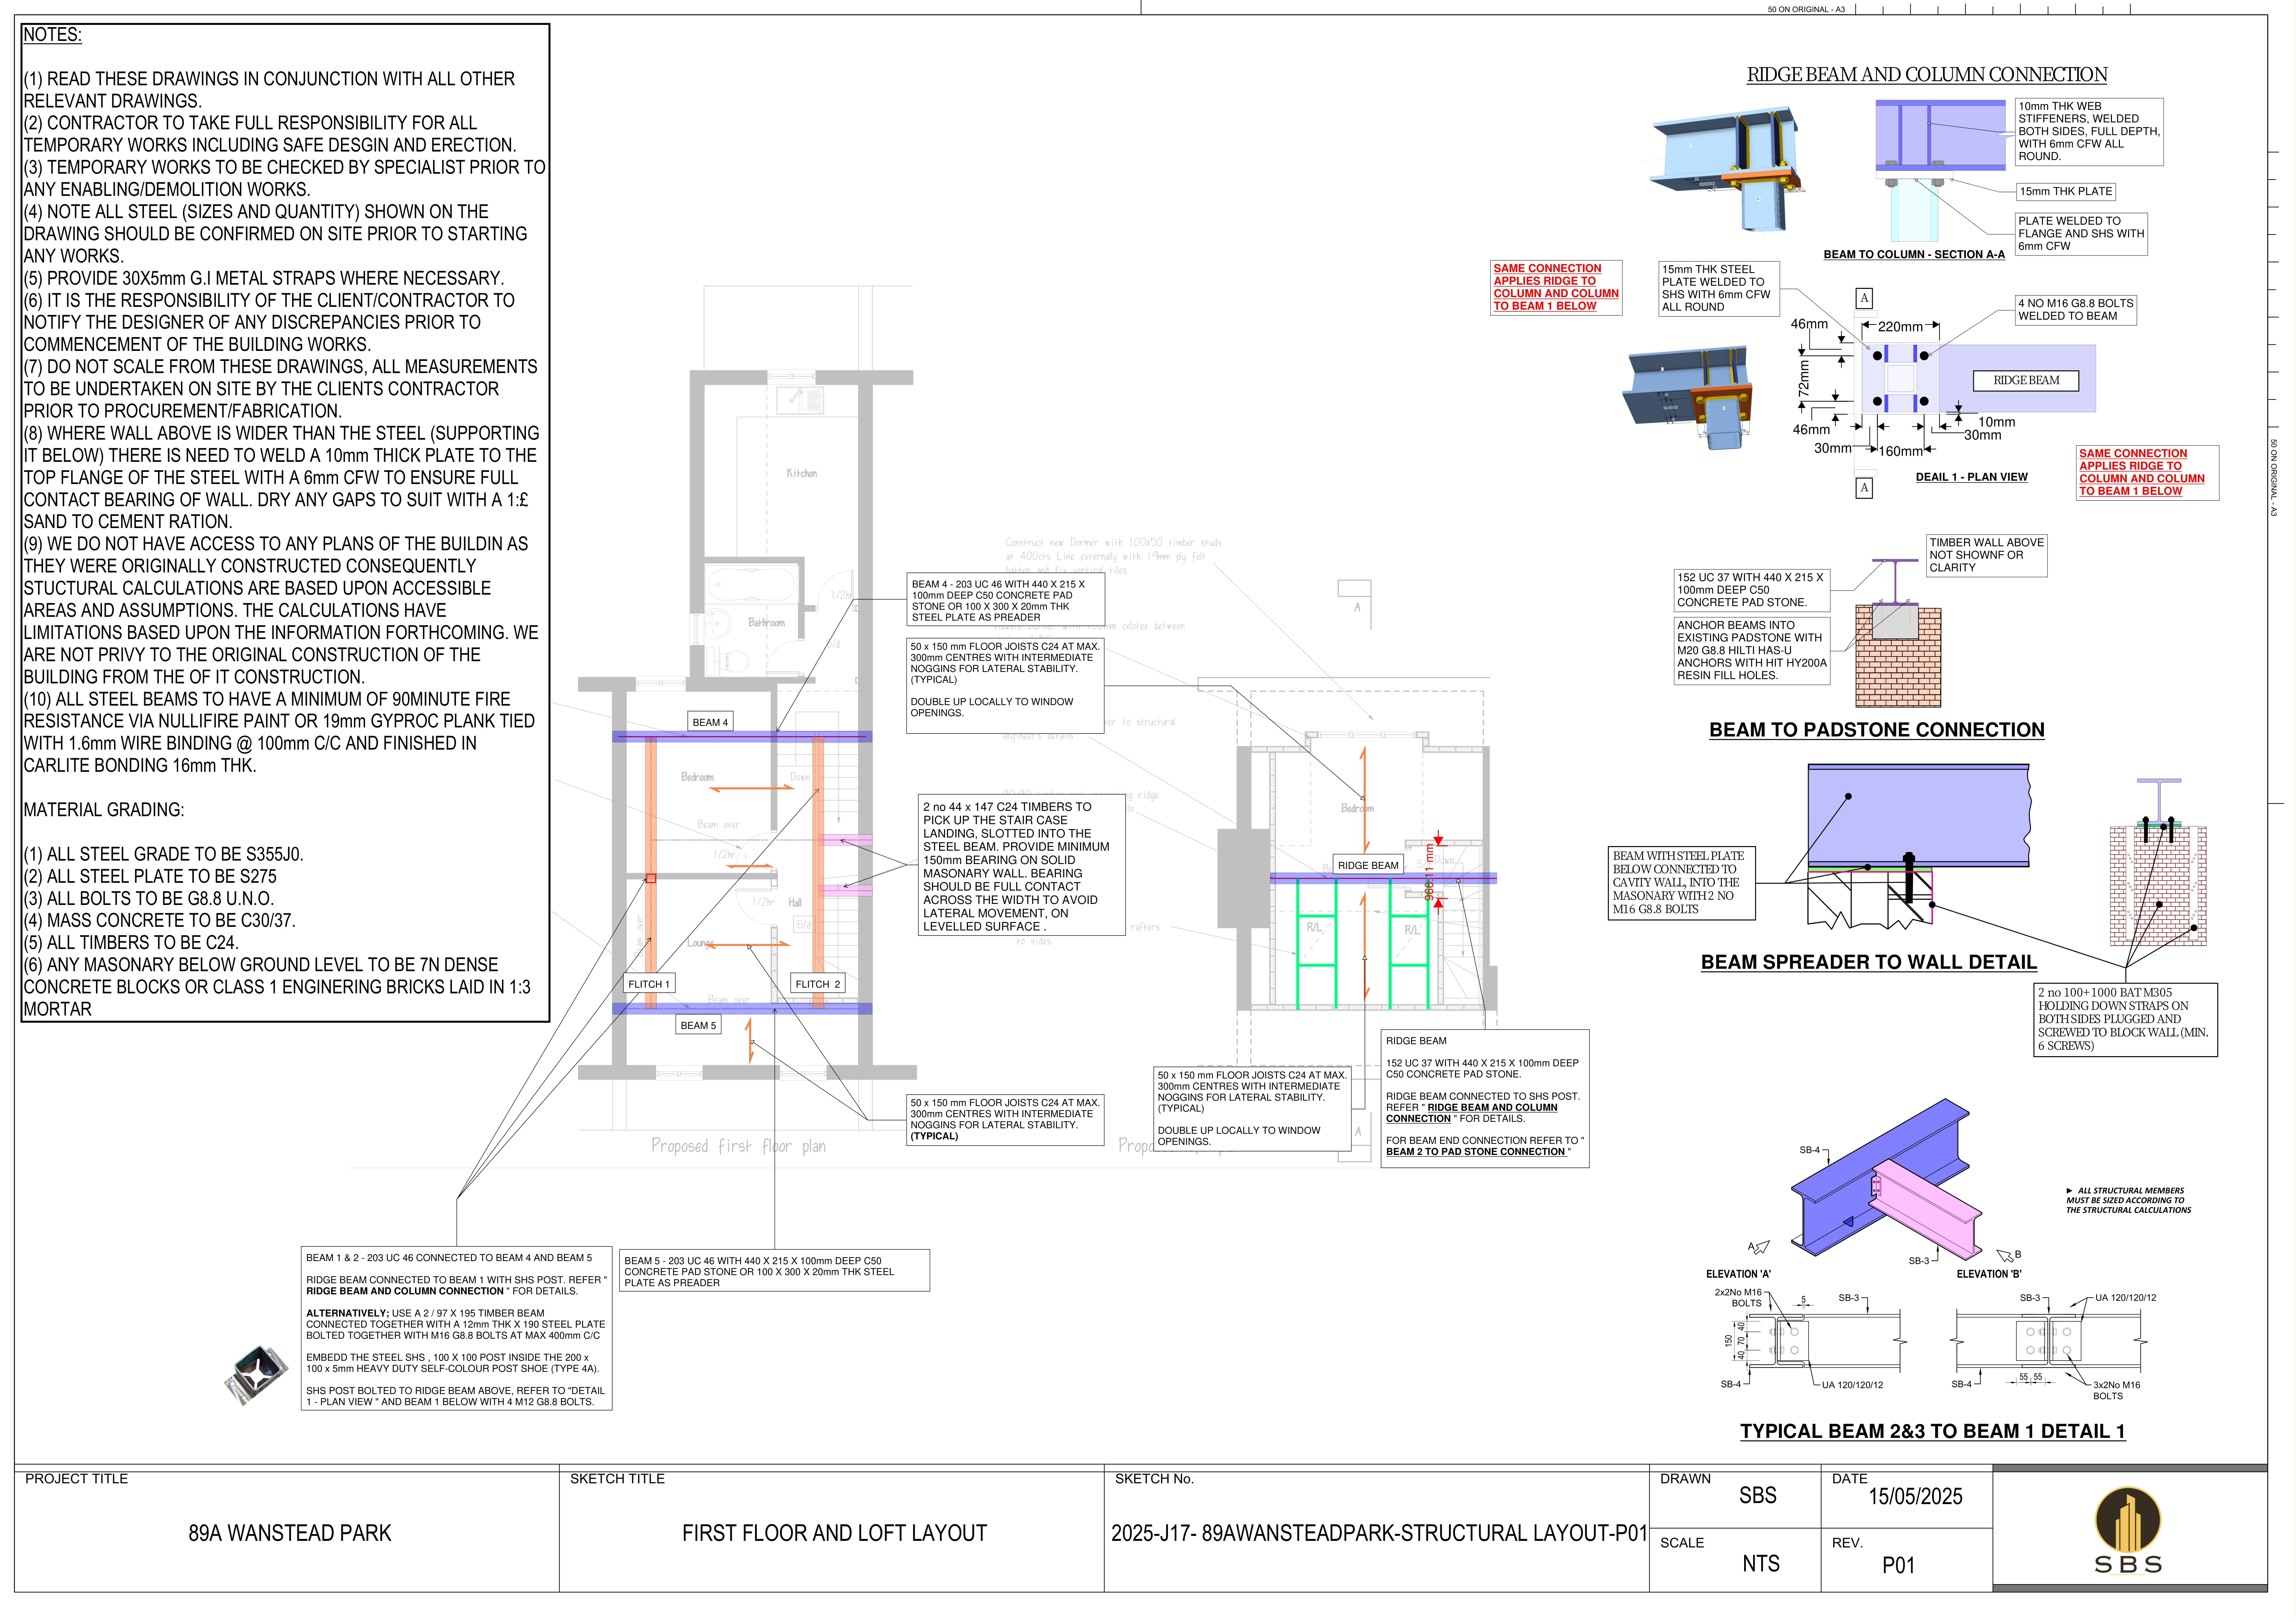 50 ON ORIGINAL - A3
NOTES:
(1) READ THESE DRAWINGS IN CONJUNCTION WITH ALL OTHER
RELEVANT DRAWINGS.
(2) CONTRACTOR TO TAKE FULL RESPONSIBILITY FOR ALL
TEMPORARY WORKS INCLUDING SAFE DESGIN AND ERECTION.
(3) TEMPORARY WORKS TO BE CHECKED BY SPECIALIST PRIOR TO
ANY ENABLING/DEMOLITION WORKS.
(4) NOTE ALL STEEL (SIZES AND QUANTITY) SHOWN ON THE
DRAWING SHOULD BE CONFIRMED ON SITE PRIOR TO STARTING
ANY WORKS.
(5) PROVIDE 30X5mm G.I METAL STRAPS WHERE NECESSARY.
(6) IT IS THE RESPONSIBILITY OF THE CLIENT/CONTRACTOR TO
NOTIFY THE DESIGNER OF ANY DISCREPANCIES PRIOR TO
COMMENCEMENT OF THE BUILDING WORKS.
(7) DO NOT SCALE FROM THESE DRAWINGS, ALL MEASUREMENTS
TO BE UNDERTAKEN ON SITE BY THE CLIENTS CONTRACTOR
PRIOR TO PROCUREMENT/FABRICATION.
(8) WHERE WALL ABOVE IS WIDER THAN THE STEEL (SUPPORTING
IT BELOW) THERE IS NEED TO WELD A 10mm THICK PLATE TO THE
TOP FLANGE OF THE STEEL WITH A 6mm CFW TO ENSURE FULL
CONTACT BEARING OF WALL. DRY ANY GAPS TO SUIT WITH A 1:£
SAND TO CEMENT RATION.
(9) WE DO NOT HAVE ACCESS TO ANY PLANS OF THE BUILDIN AS
THEY WERE ORIGINALLY CONSTRUCTED CONSEQUENTLY
STUCTURAL CALCULATIONS ARE BASED UPON ACCESSIBLE
AREAS AND ASSUMPTIONS. THE CALCULATIONS HAVE
LIMITATIONS BASED UPON THE INFORMATION FORTHCOMING. WE
ARE NOT PRIVY TO THE ORIGINAL CONSTRUCTION OF THE
BUILDING FROM THE OF IT CONSTRUCTION.
(10) ALL STEEL BEAMS TO HAVE A MINIMUM OF 90MINUTE FIRE
RESISTANCE VIA NULLIFIRE PAINT OR 19mm GYPROC PLANK TIED
WITH 1.6mm WIRE BINDING @ 100mm C/C AND FINISHED IN
CARLITE BONDING 16mm THK.
MATERIAL GRADING:
(1) ALL STEEL GRADE TO BE S355J0.
(2) ALL STEEL PLATE TO BE S275
(3) ALL BOLTS TO BE G8.8 U.N.O.
(4) MASS CONCRETE TO BE C30/37.
(5) ALL TIMBERS TO BE C24.
(6) ANY MASONARY BELOW GROUND LEVEL TO BE 7N DENSE
CONCRETE BLOCKS OR CLASS 1 ENGINERING BRICKS LAID IN 1:3
MORTAR
Kitchen
1/2hr
Bathroom
s/d
BEAM 4
Bedroom
Down
Beam over
1/2hr
1/2hr
Hall
5/d
Lounge
Beam over
FLITCH 1
FLITCH 2
Beam over
BEAM 5
Proposed first floor plan
Construct new Dormer with 100x50 timber studs
at 400cts Line externally with 19mm ply felt
batton and fix vertical tiles
BEAM 4 - 203 UC 46 WITH 440 X 215 X
100mm DEEP C50 CONCRETE PAD
STONE OR 100 X 300 X 20mm THK
STEEL PLATE AS PREADER
celotex between
50 x 150 mm FLOOR JOISTS C24 AT MAX.
300mm CENTRES WITH INTERMEDIATE
NOGGINS FOR LATERAL STABILITY.
(TYPICAL)
DOUBLE UP LOCALLY TO WINDOW
OPENINGS.
to structural
engineer's details
ridge
2 no 44 x 147 C24 TIMBERS TO
PICK UP THE STAIR CASE
LANDING, SLOTTED INTO THE
STEEL BEAM. PROVIDE MINIMUM
150mm BEARING ON SOLID
MASONARY WALL. BEARING
SHOULD BE FULL CONTACT
ACROSS THE WIDTH TO AVOID
LATERAL MOVEMENT, ON
LEVELLED SURFACE .
rafters
to sides
50 x 150 mm FLOOR JOISTS C24 AT MAX.
300mm CENTRES WITH INTERMEDIATE
NOGGINS FOR LATERAL STABILITY.
(TYPICAL)
A
Bedroom
RIDGE BEAM
Down
966.11 mm
R/L
R/L
50 x 150 mm FLOOR JOISTS C24 AT MAX.
300mm CENTRES WITH INTERMEDIATE
NOGGINS FOR LATERAL STABILITY.
(TYPICAL)
DOUBLE UP LOCALLY TO WINDOW
OPENINGS.
A
RIDGE BEAM
152 UC 37 WITH 440 X 215 X 100mm DEEP
C50 CONCRETE PAD STONE.
RIDGE BEAM CONNECTED TO SHS POST.
REFER " RIDGE BEAM AND COLUMN
CONNECTION " FOR DETAILS.
FOR BEAM END CONNECTION REFER TO "
BEAM 2 TO PAD STONE CONNECTION "
BEAM 1 & 2 - 203 UC 46 CONNECTED TO BEAM 4 AND BEAM 5
RIDGE BEAM CONNECTED TO BEAM 1 WITH SHS POST. REFER "
RIDGE BEAM AND COLUMN CONNECTION " FOR DETAILS.
ALTERNATIVELY; USE A 2 / 97 X 195 TIMBER BEAM
CONNECTED TOGETHER WITH A 12mm THK X 190 STEEL PLATE
BOLTED TOGETHER WITH M16 G8.8 BOLTS AT MAX 400mm C/C
EMBEDD THE STEEL SHS , 100 X 100 POST INSIDE THE 200 x
100 x 5mm HEAVY DUTY SELF-COLOUR POST SHOE (TYPE 4A).
SHS POST BOLTED TO RIDGE BEAM ABOVE, REFER TO "DETAIL
1 - PLAN VIEW " AND BEAM 1 BELOW WITH 4 M12 G8.8 BOLTS.
BEAM 5 - 203 UC 46 WITH 440 X 215 X 100mm DEEP C50
CONCRETE PAD STONE OR 100 X 300 X 20mm THK STEEL
PLATE AS PREADER
RIDGE BEAM AND COLUMN CONNECTION
10mm THK WEB
STIFFENERS, WELDED
BOTH SIDES, FULL DEPTH,
WITH 6mm CFW ALL
ROUND.
15mm THK PLATE
PLATE WELDED TO
FLANGE AND SHS WITH
6mm CFW
BEAM TO COLUMN - SECTION A-A
SAME CONNECTION
APPLIES RIDGE TO
COLUMN AND COLUMN
TO BEAM 1 BELOW
15mm THK STEEL
PLATE WELDED TO
SHS WITH 6mm CFW
ALL ROUND
A
4 NO M16 G8.8 BOLTS
WELDED TO BEAM
46mm
220mm
72mm
RIDGE BEAM
46mm
10mm
30mm
30mm
160mm
A
DEAIL 1 - PLAN VIEW
SAME CONNECTION
APPLIES RIDGE TO
COLUMN AND COLUMN
TO BEAM 1 BELOW
50 ON ORIGINAL - A3
TIMBER WALL ABOVE
NOT SHOWNF OR
CLARITY
152 UC 37 WITH 440 X 215 X
100mm DEEP C50
CONCRETE PAD STONE.
ANCHOR BEAMS INTO
EXISTING PADSTONE WITH
M20 G8.8 HILTI HAS-U
ANCHORS WITH HIT HY200A
RESIN FILL HOLES.
BEAM TO PADSTONE CONNECTION
BEAM WITH STEEL PLATE
BELOW CONNECTED TO
CAVITY WALL, INTO THE
MASONARY WITH 2 NO
M16 G8.8 BOLTS
BEAM SPREADER TO WALL DETAIL
2 no 100+1000 BAT M305
HOLDING DOWN STRAPS ON
BOTH SIDES PLUGGED AND
SCREWED TO BLOCK WALL (MIN.
6 SCREWS)
SB-4
► ALL STRUCTURAL MEMBERS
MUST BE SIZED ACCORDING TO
THE STRUCTURAL CALCULATIONS
A
SB-3
B
ELEVATION 'A'
ELEVATION 'B'
2x2No M16
BOLTS
5
SB-3
150
40
70
40
SB-4
UA 120/120/12
SB-3
UA 120/120/12
SB-4
55
55
3x2No M16
BOLTS
TYPICAL BEAM 2&3 TO BEAM 1 DETAIL 1
PROJECT TITLE
89A WANSTEAD PARK
SKETCH TITLE
FIRST FLOOR AND LOFT LAYOUT
SKETCH No.
2025-J17- 89AWANSTEADPARK-STRUCTURAL LAYOUT-P01
DRAWN
SBS
DATE
15/05/2025
SCALE
NTS
REV.
P01
SBS